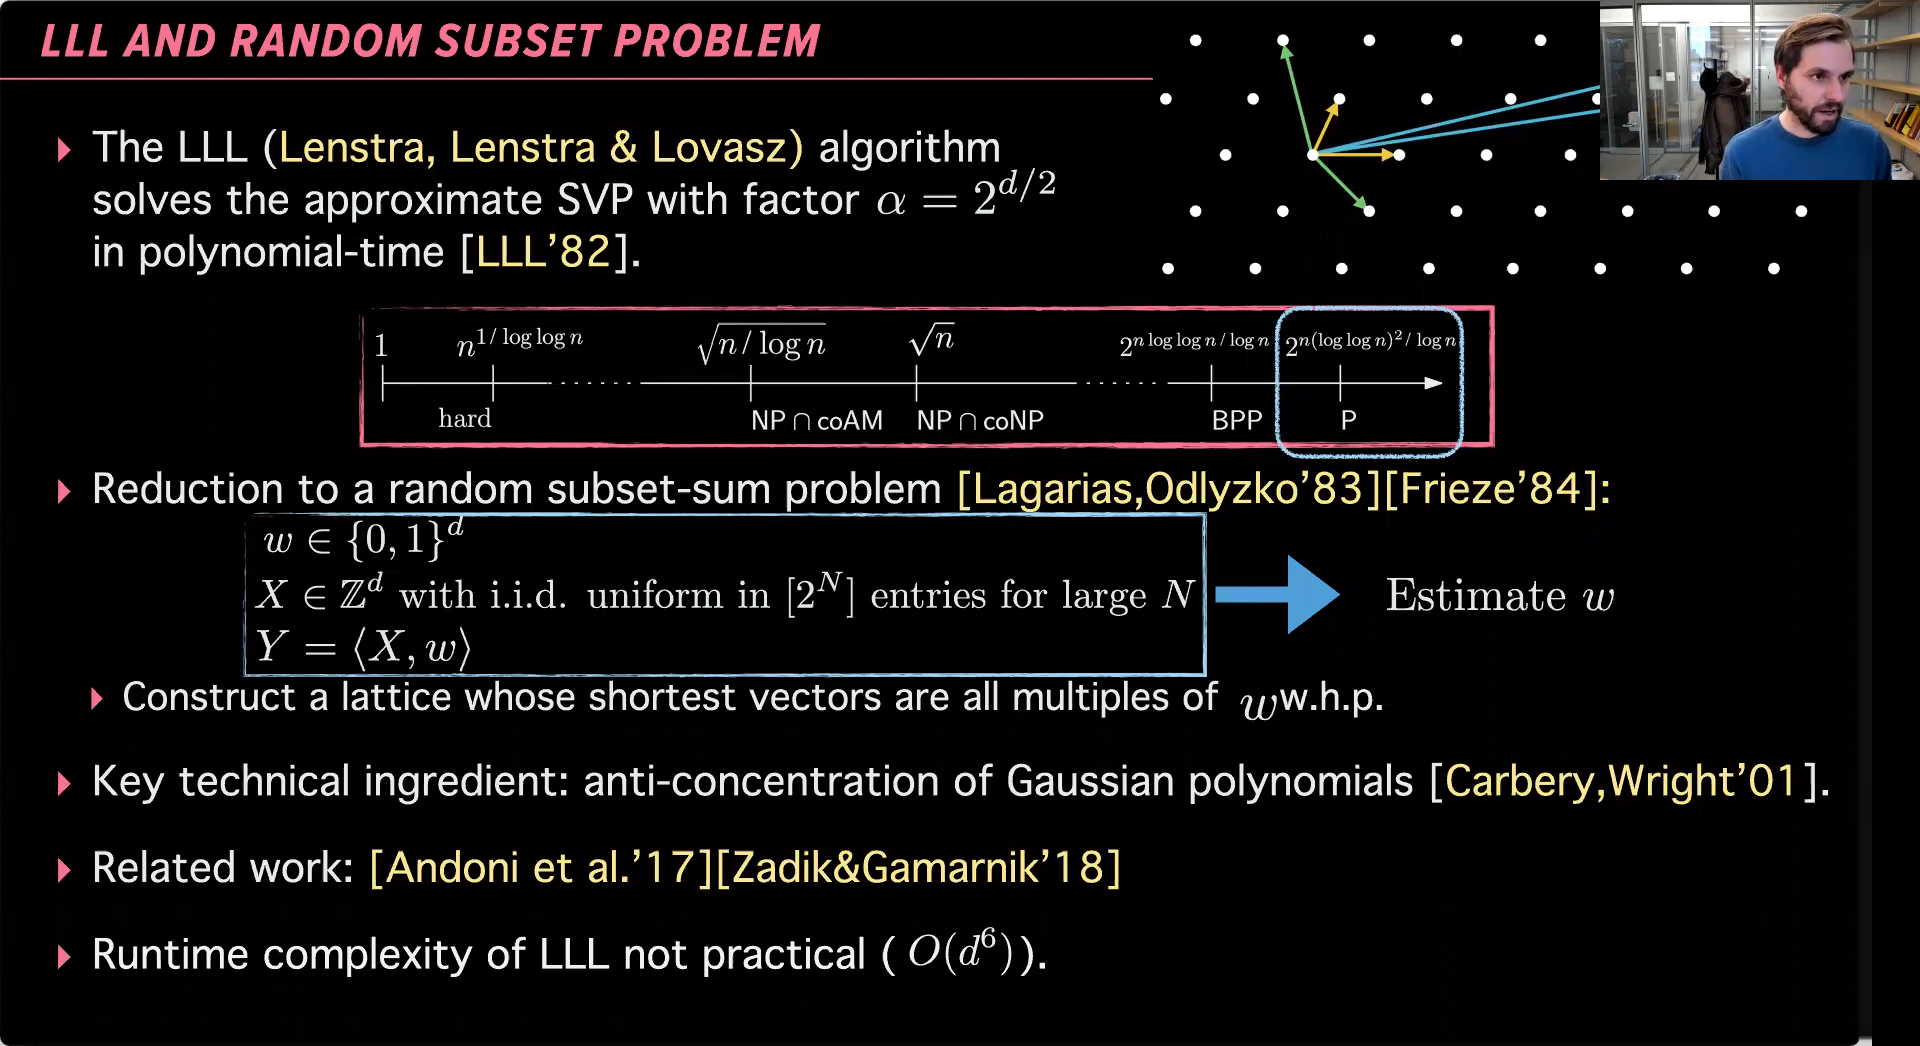 LLL AND RANDOM SUBSET PROBLEM
The LLL (Lenstra, Lenstra & Lovasz) algorithm
solves the approximate SVP with factor α = 2^{d/2}
in polynomial-time [LLL’82].
1 n^{1/ log log n} √(n/ log n) √n 2^{n log log n/ log n} 2^{n(log log n)^2/ log n}
hard NP ∩ coAM NP ∩ coNP BPP P
Reduction to a random subset-sum problem [Lagarias,Odlyzko’83][Frieze’84]:
w ∈ {0, 1}^d
X ∈ ℤ^d with i.i.d. uniform in [2^N] entries for large N
Estimate w
Y = ⟨X, w⟩
Construct a lattice whose shortest vectors are all multiples of w w.h.p.
Key technical ingredient: anti-concentration of Gaussian polynomials [Carbery,Wright’01].
Related work: [Andoni et al.’17][Zadik&Gamarnik’18]
Runtime complexity of LLL not practical ( O(d^6) ).